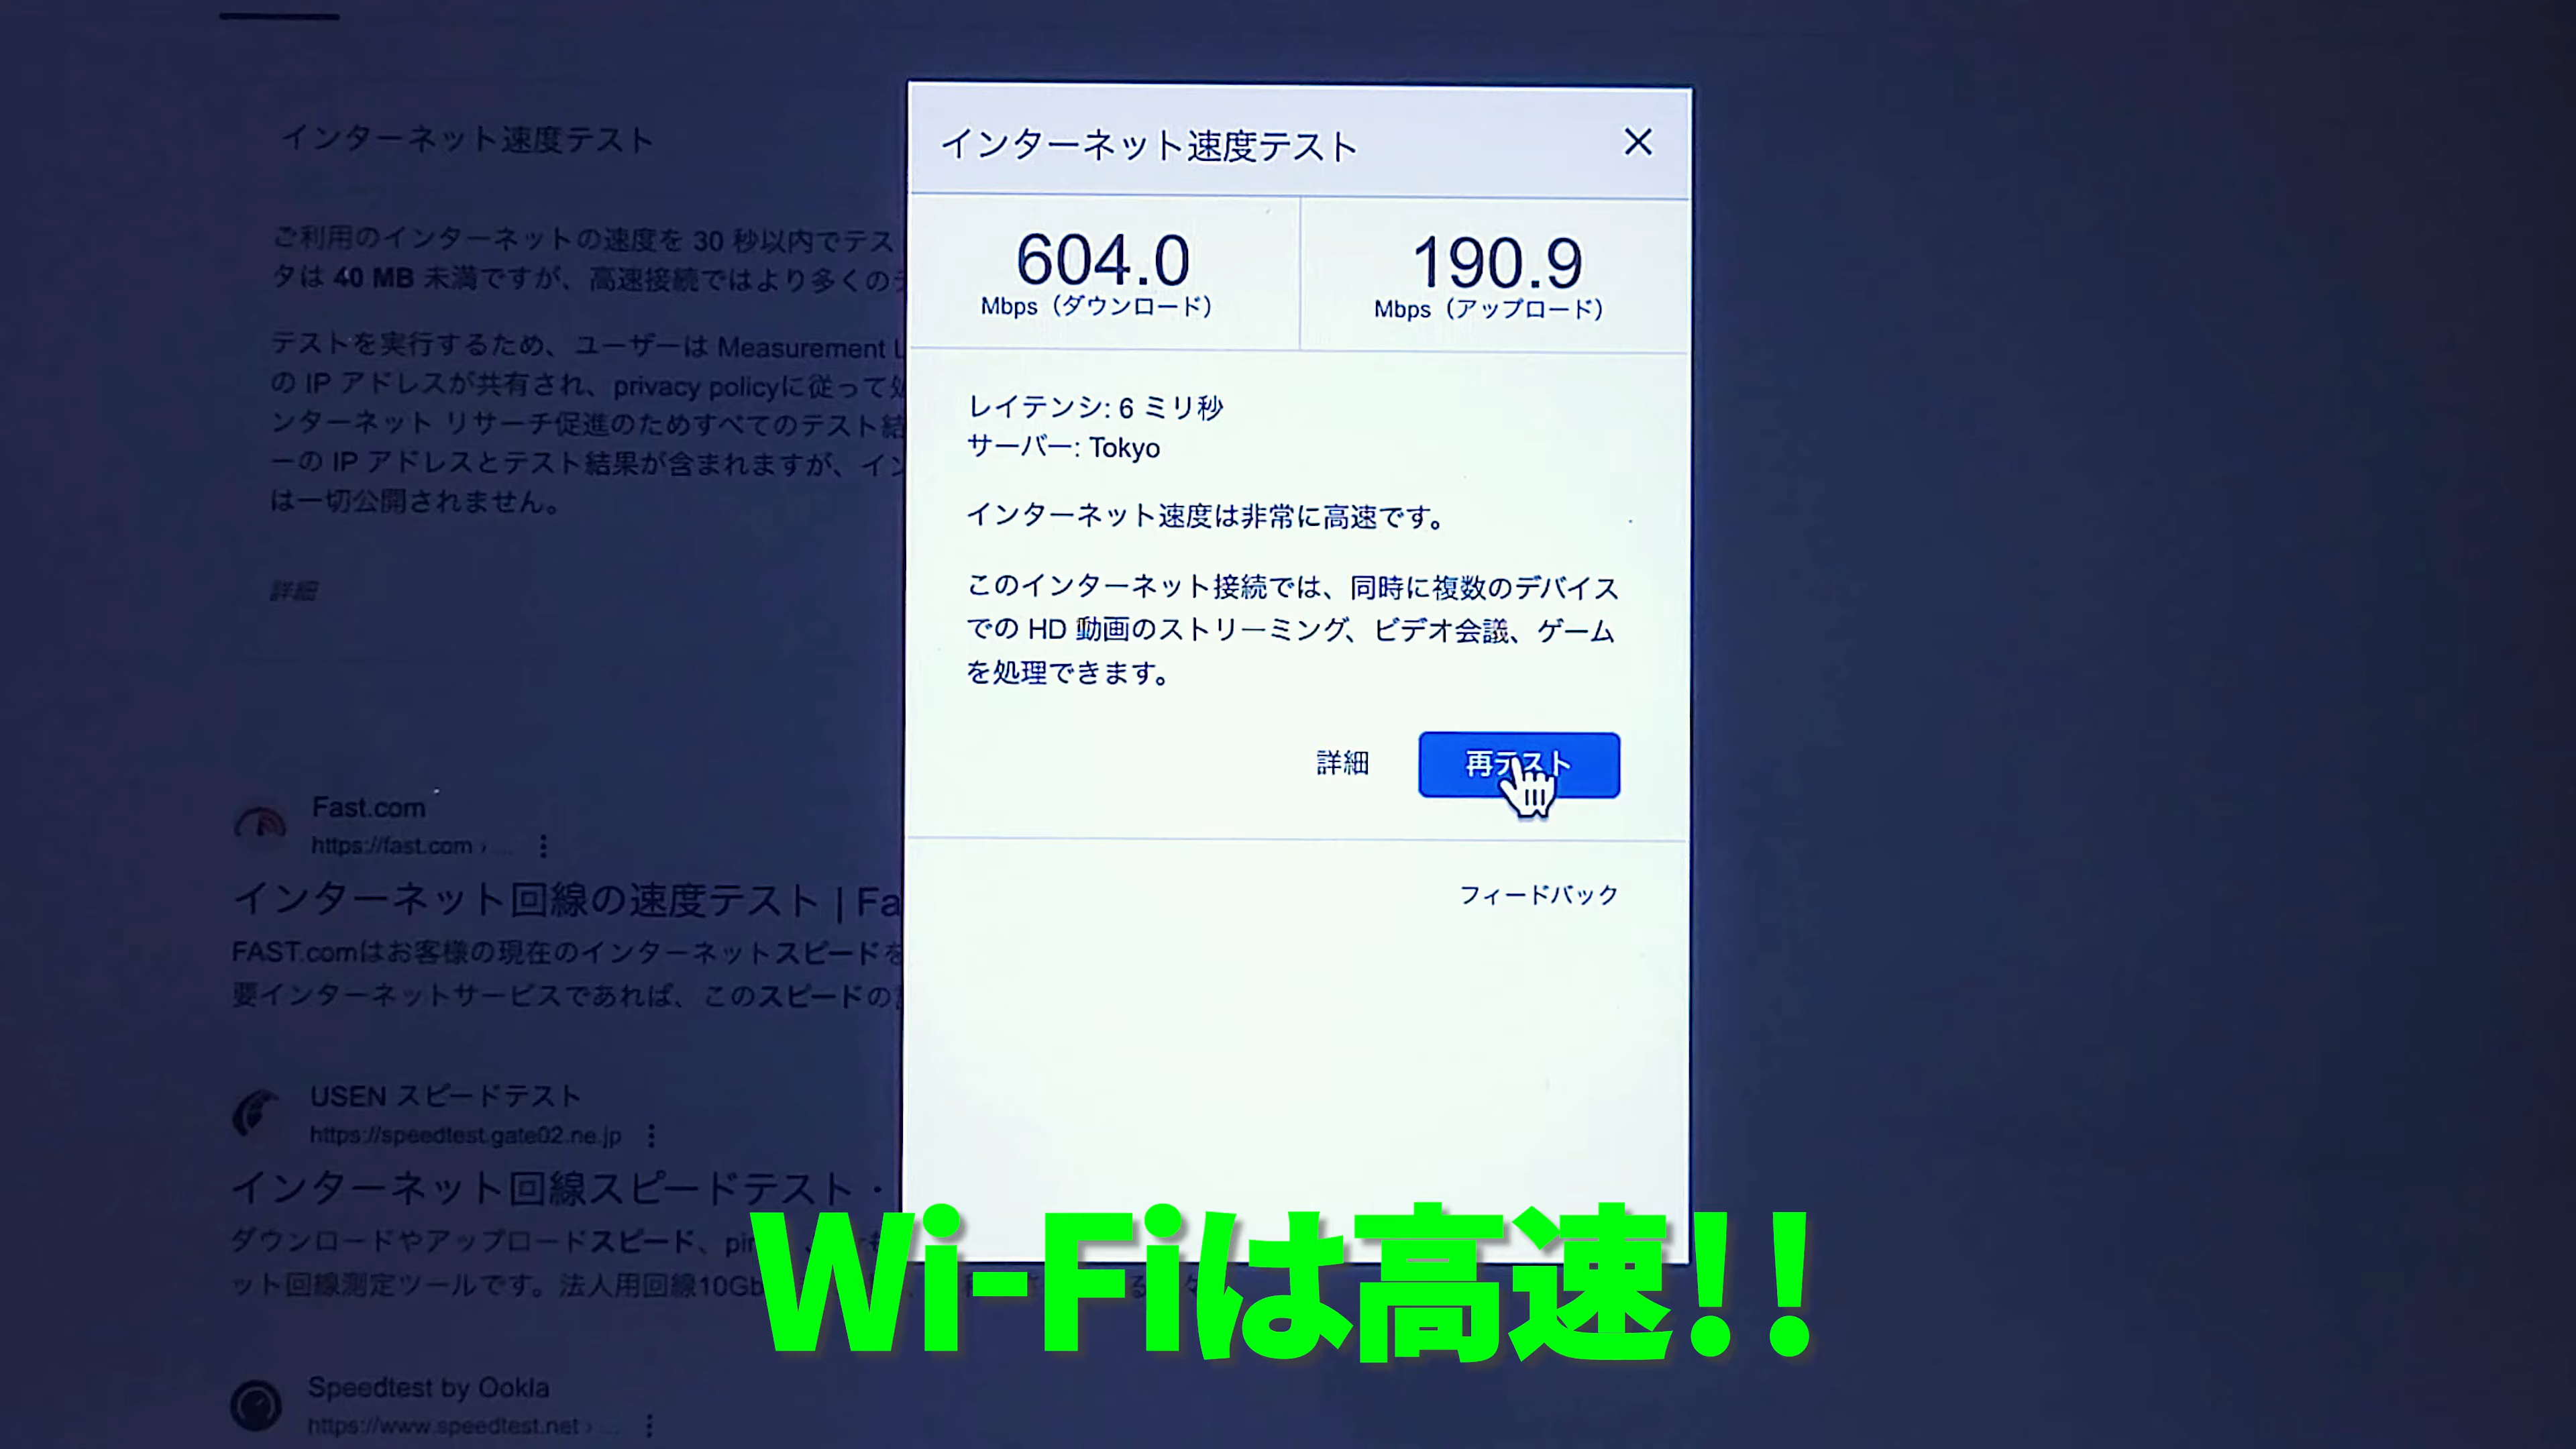 インターネット速度テスト
ご利用のインターネットの速度を 30 秒以内でテス
タは 40 MB 未満ですが、高速接続ではより多くの
テストを実行するため、ユーザーは Measurement L
の IP アドレスが共有され、privacy policyに従って
ンターネット リサーチ促進のためすべてのテスト結
ーの IP アドレスとテスト結果が含まれますが、イン
は一切公開されません。
詳細
Fast.com
https://fast.com › ...
インターネット回線の速度テスト | Fa
FAST.comはお客様の現在のインターネットスピードを
要インターネットサービスであれば、このスピードの
USEN スピードテスト
https://speedtest.gate02.ne.jp
インターネット回線スピードテスト・
ダウンロードやアップロードスピード、pin
ット回線測定ツールです。法人用回線10Gb
Speedtest by Ookla
https://www.speedtest.net › ...
インターネット速度テスト
604.0
Mbps（ダウンロード）
190.9
Mbps（アップロード）
レイテンシ: 6 ミリ秒
サーバー: Tokyo
インターネット速度は非常に高速です。
このインターネット接続では、同時に複数のデバイス
での HD 動画のストリーミング、ビデオ会議、ゲーム
を処理できます。
詳細
再テスト
フィードバック
Wi-Fiは高速!!